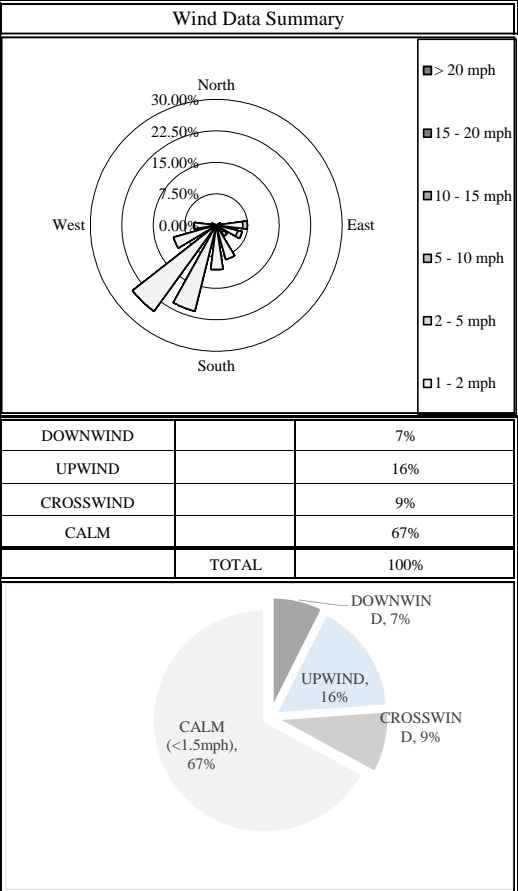 Wind Data Summary
North
30.00%
22.50%
15.00%
7.50%
0.00%
West
East
South
> 20 mph
15 - 20 mph
10 - 15 mph
5 - 10 mph
2 - 5 mph
1 - 2 mph
DOWNWIND 7%
UPWIND 16%
CROSSWIND 9%
CALM 67%
TOTAL 100%
DOWNWIN
D, 7%
UPWIND,
16%
CROSSWIN
D, 9%
CALM
(<1.5mph),
67%